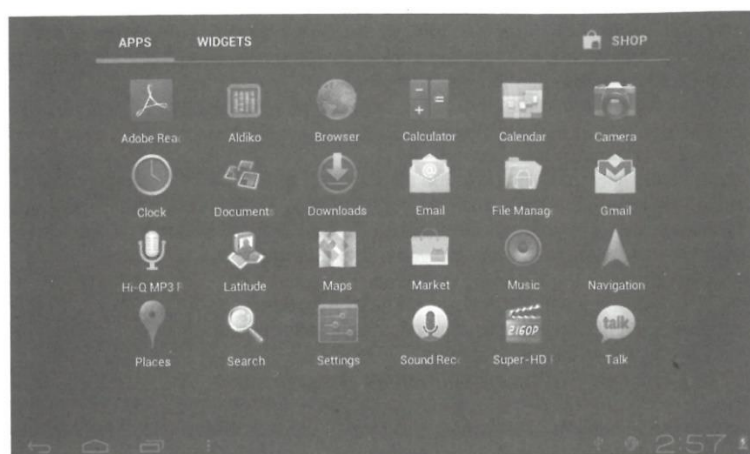 APPS WIDGETS SHOP
Adobe Rea Aldiko Browser Calculator Calendar Camera
Clock Documents Downloads Email File Manag Gmail
Hi-Q MP3 F Latitude Maps Market Music Navigation
2160P talk
Places Search Settings Sound Rec Super-HD Talk
2:57